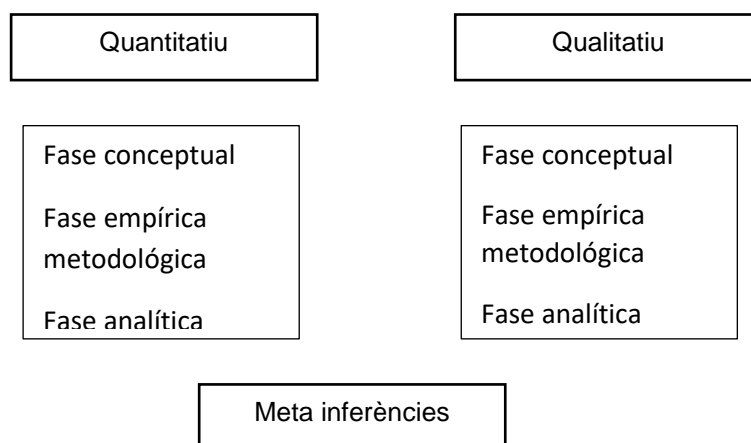 Quantitatiu
Qualitatiu
Fase conceptual
Fase empírica
metodológica
Fase analítica
Fase conceptual
Fase empírica
metodológica
Fase analítica
Meta inferències